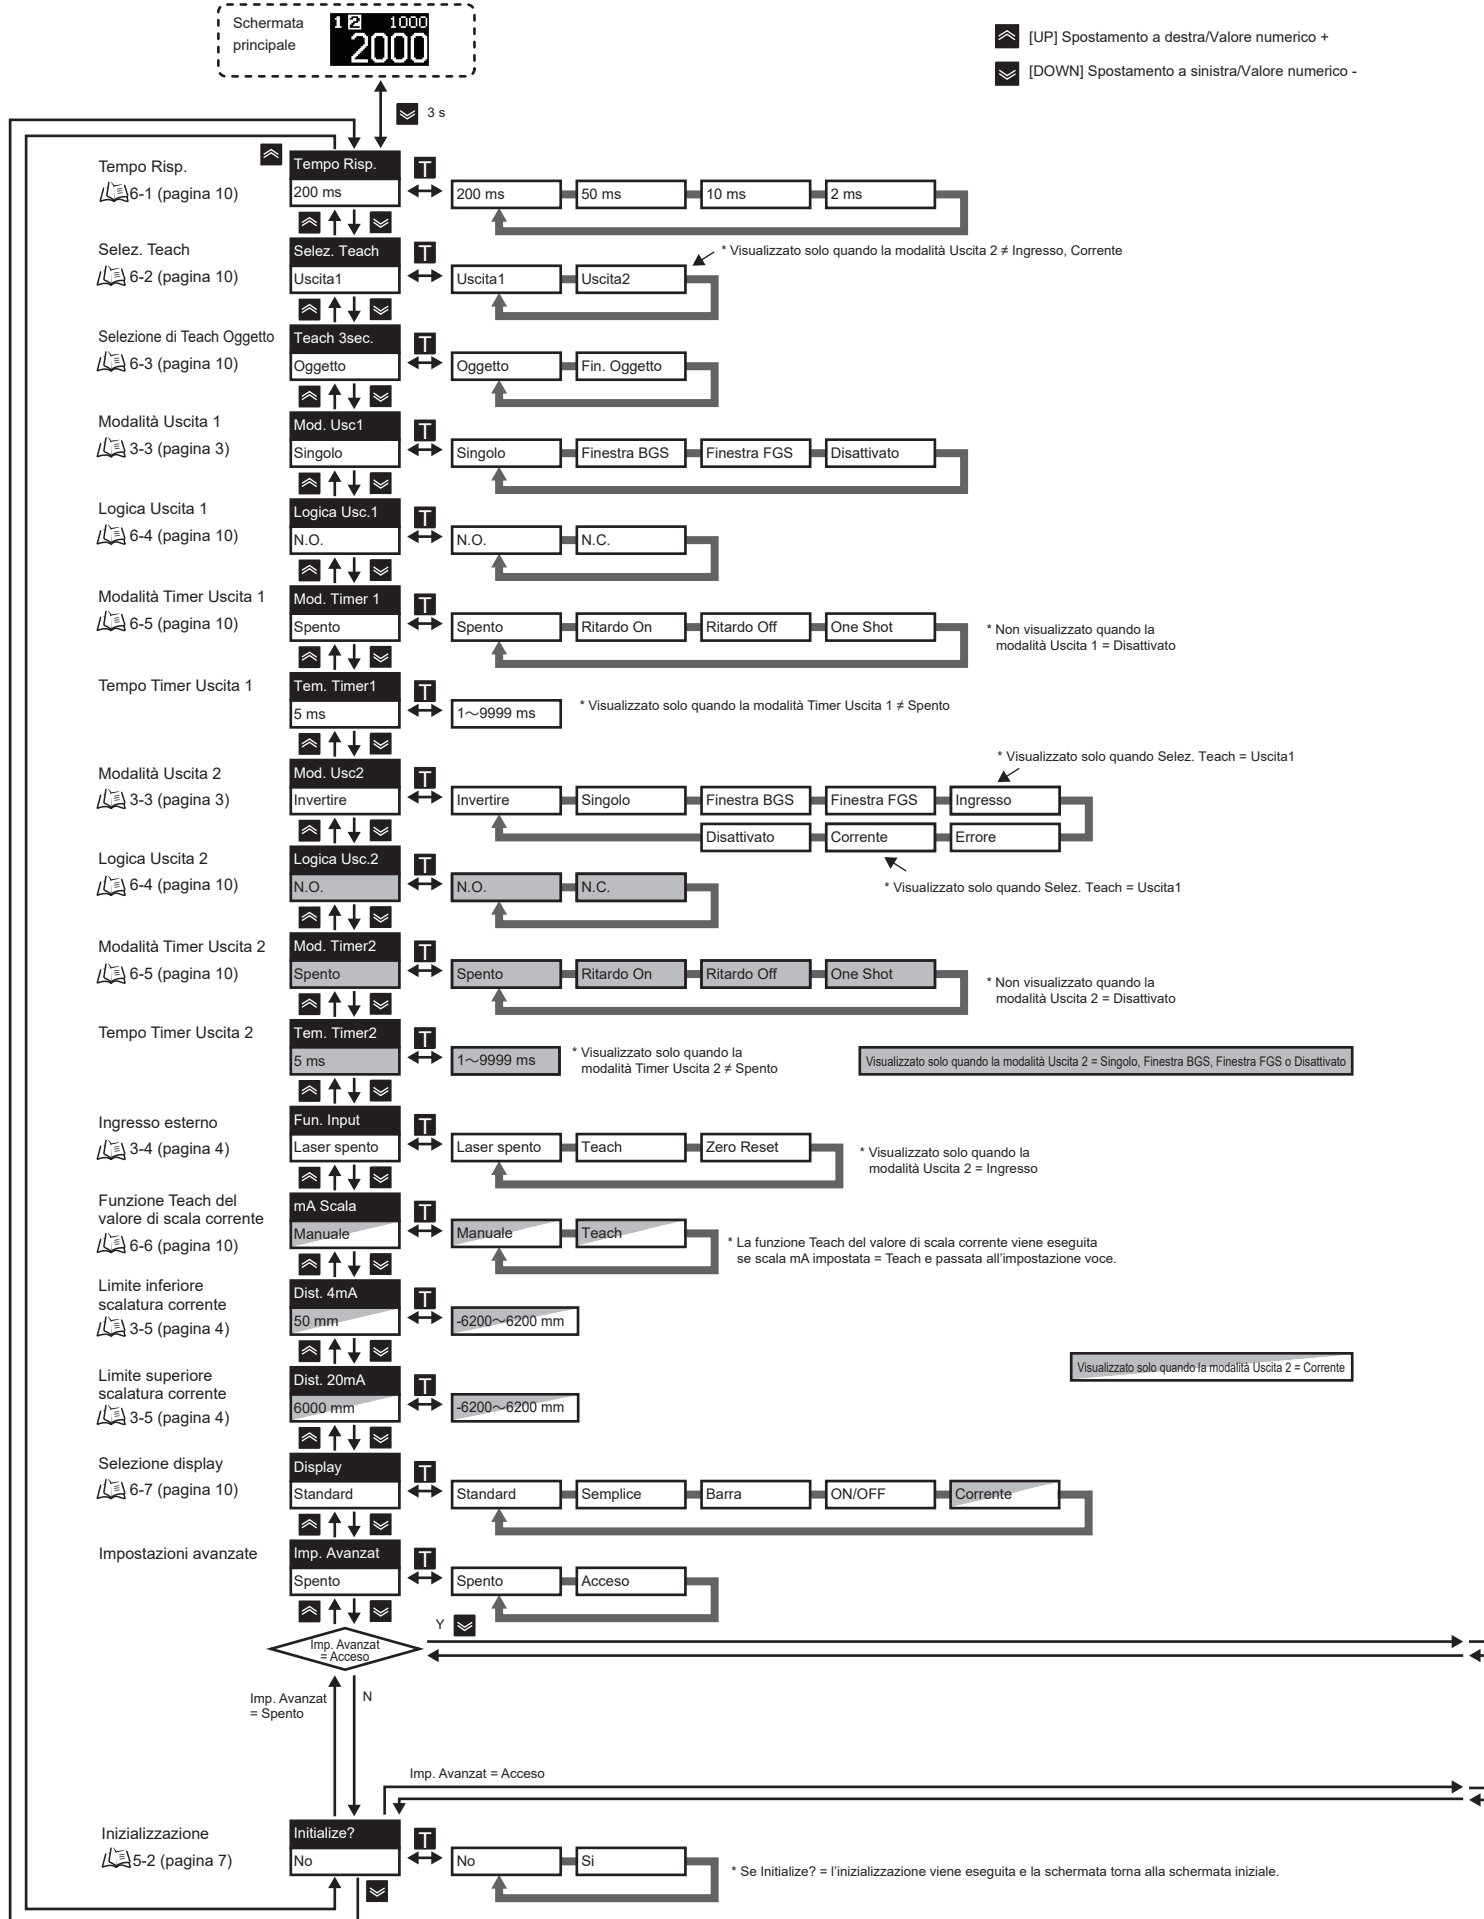 Schermata
principale
1 2 1000
2000
[UP] Spostamento a destra/Valore numerico +
[DOWN] Spostamento a sinistra/Valore numerico -
3 s
Tempo Risp.
6-1 (pagina 10)
Tempo Risp.
200 ms
T
200 ms
50 ms
10 ms
2 ms
Selez. Teach
6-2 (pagina 10)
Selez. Teach
Uscita1
T
Uscita1
Uscita2
* Visualizzato solo quando la modalità Uscita 2 ≠ Ingresso, Corrente
Selezione di Teach Oggetto
6-3 (pagina 10)
Teach 3sec.
Oggetto
T
Oggetto
Fin. Oggetto
Modalità Uscita 1
3-3 (pagina 3)
Mod. Usc1
Singolo
T
Singolo
Finestra BGS
Finestra FGS
Disattivato
Logica Uscita 1
6-4 (pagina 10)
Logica Usc.1
N.O.
T
N.O.
N.C.
Modalità Timer Uscita 1
6-5 (pagina 10)
Mod. Timer 1
Spento
T
Spento
Ritardo On
Ritardo Off
One Shot
* Non visualizzato quando la
modalità Uscita 1 = Disattivato
Tempo Timer Uscita 1
Tem. Timer1
5 ms
T
1～9999 ms
* Visualizzato solo quando la modalità Timer Uscita 1 ≠ Spento
Modalità Uscita 2
3-3 (pagina 3)
Mod. Usc2
Invertire
T
Invertire
Singolo
Finestra BGS
Finestra FGS
Ingresso
* Visualizzato solo quando Selez. Teach = Uscita1
Disattivato
Corrente
Errore
* Visualizzato solo quando Selez. Teach = Uscita1
Logica Uscita 2
6-4 (pagina 10)
Logica Usc.2
N.O.
T
N.O.
N.C.
Modalità Timer Uscita 2
6-5 (pagina 10)
Mod. Timer2
Spento
T
Spento
Ritardo On
Ritardo Off
One Shot
* Non visualizzato quando la
modalità Uscita 2 = Disattivato
Tempo Timer Uscita 2
Tem. Timer2
5 ms
T
1～9999 ms
* Visualizzato solo quando la
modalità Timer Uscita 2 ≠ Spento
Visualizzato solo quando la modalità Uscita 2 = Singolo, Finestra BGS, Finestra FGS o Disattivato
Ingresso esterno
3-4 (pagina 4)
Fun. Input
Laser spento
T
Laser spento
Teach
Zero Reset
* Visualizzato solo quando la
modalità Uscita 2 = Ingresso
Funzione Teach del
valore di scala corrente
6-6 (pagina 10)
mA Scala
Manuale
T
Manuale
Teach
* La funzione Teach del valore di scala corrente viene eseguita
se scala mA impostata = Teach e passata all'impostazione voce.
Limite inferiore
scalatura corrente
3-5 (pagina 4)
Dist. 4mA
50 mm
T
-6200～6200 mm
Visualizzato solo quando la modalità Uscita 2 = Corrente
Limite superiore
scalatura corrente
3-5 (pagina 4)
Dist. 20mA
6000 mm
T
-6200～6200 mm
Selezione display
6-7 (pagina 10)
Display
Standard
T
Standard
Semplice
Barra
ON/OFF
Corrente
Impostazioni avanzate
Imp. Avanzat
Spento
T
Spento
Acceso
Y
Imp. Avanzat
= Acceso
Imp. Avanzat
= Spento
N
Imp. Avanzat = Acceso
Inizializzazione
5-2 (pagina 7)
Initialize?
No
T
No
Si
* Se Initialize? = l'inizializzazione viene eseguita e la schermata torna alla schermata iniziale.